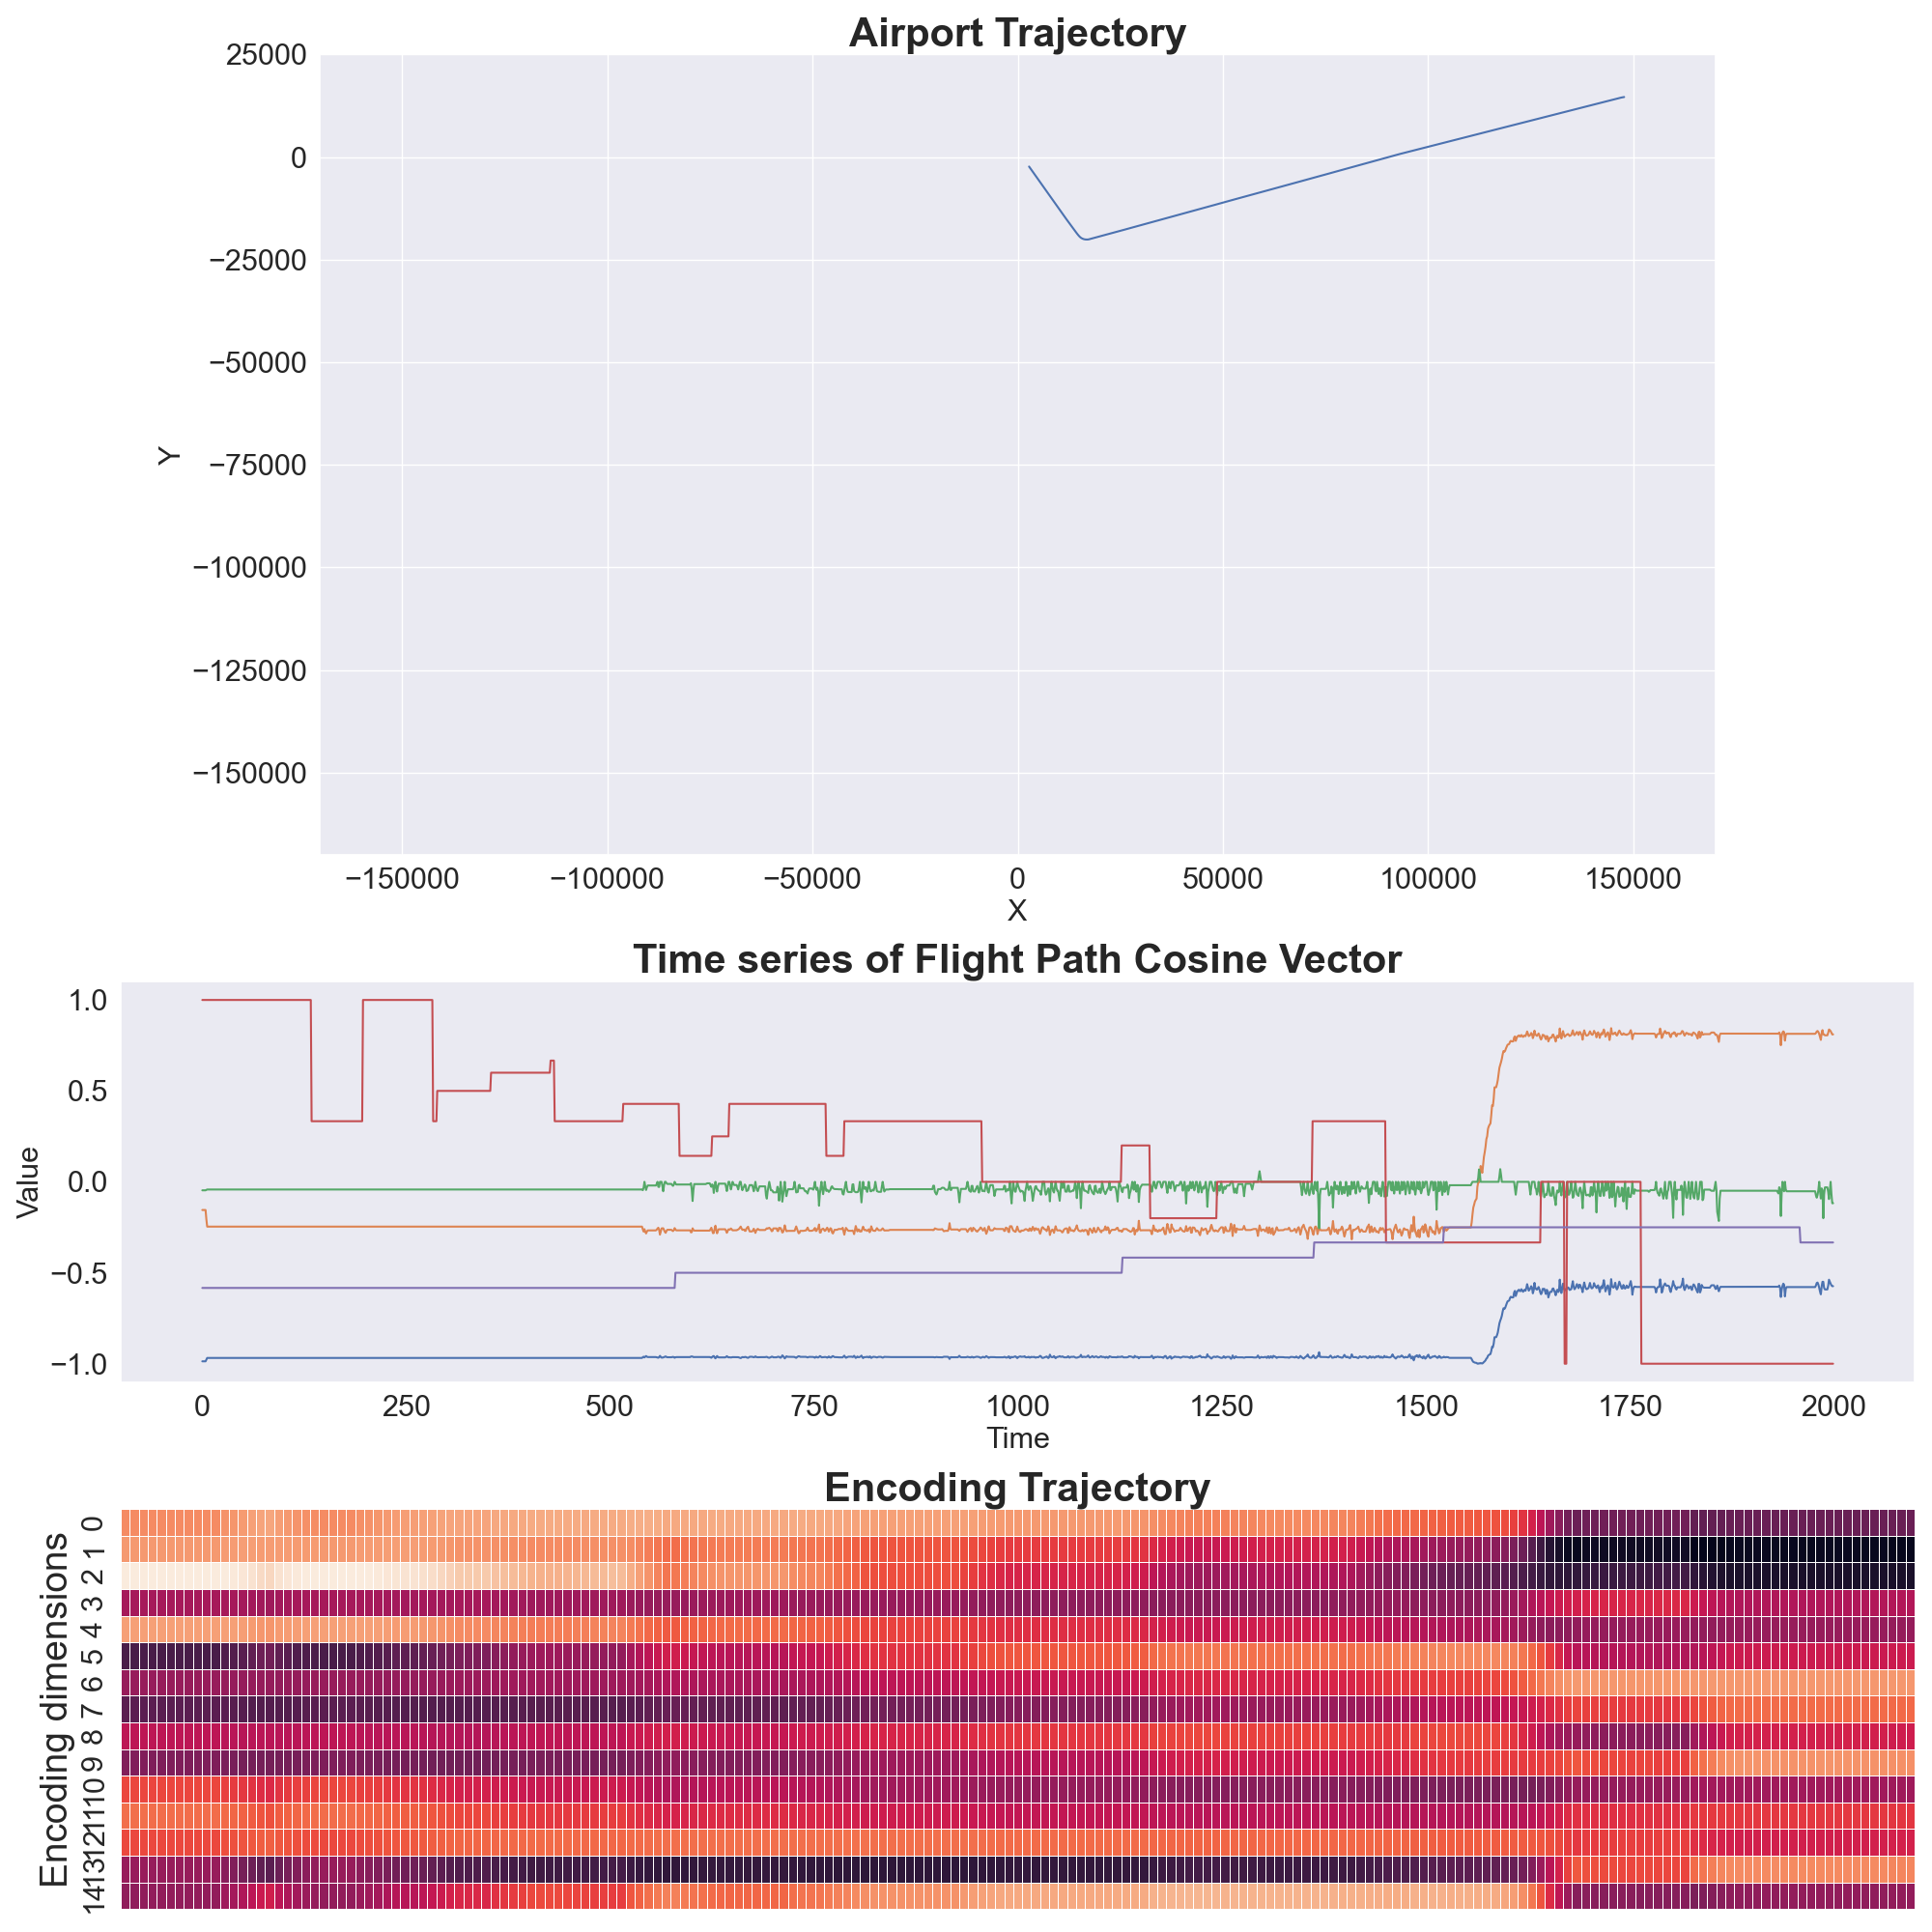 Airport Trajectory
25000
0
−25000
−50000
−75000
−100000
−125000
−150000
Y
−150000 −100000 −50000 0 50000 100000 150000
X
Time series of Flight Path Cosine Vector
1.0
0.5
0.0
−0.5
−1.0
Value
0 250 500 750 1000 1250 1500 1750 2000
Time
Encoding Trajectory
Encoding dimensions
0
1
2
3
4
5
6
7
8
9
10
11
12
13
14